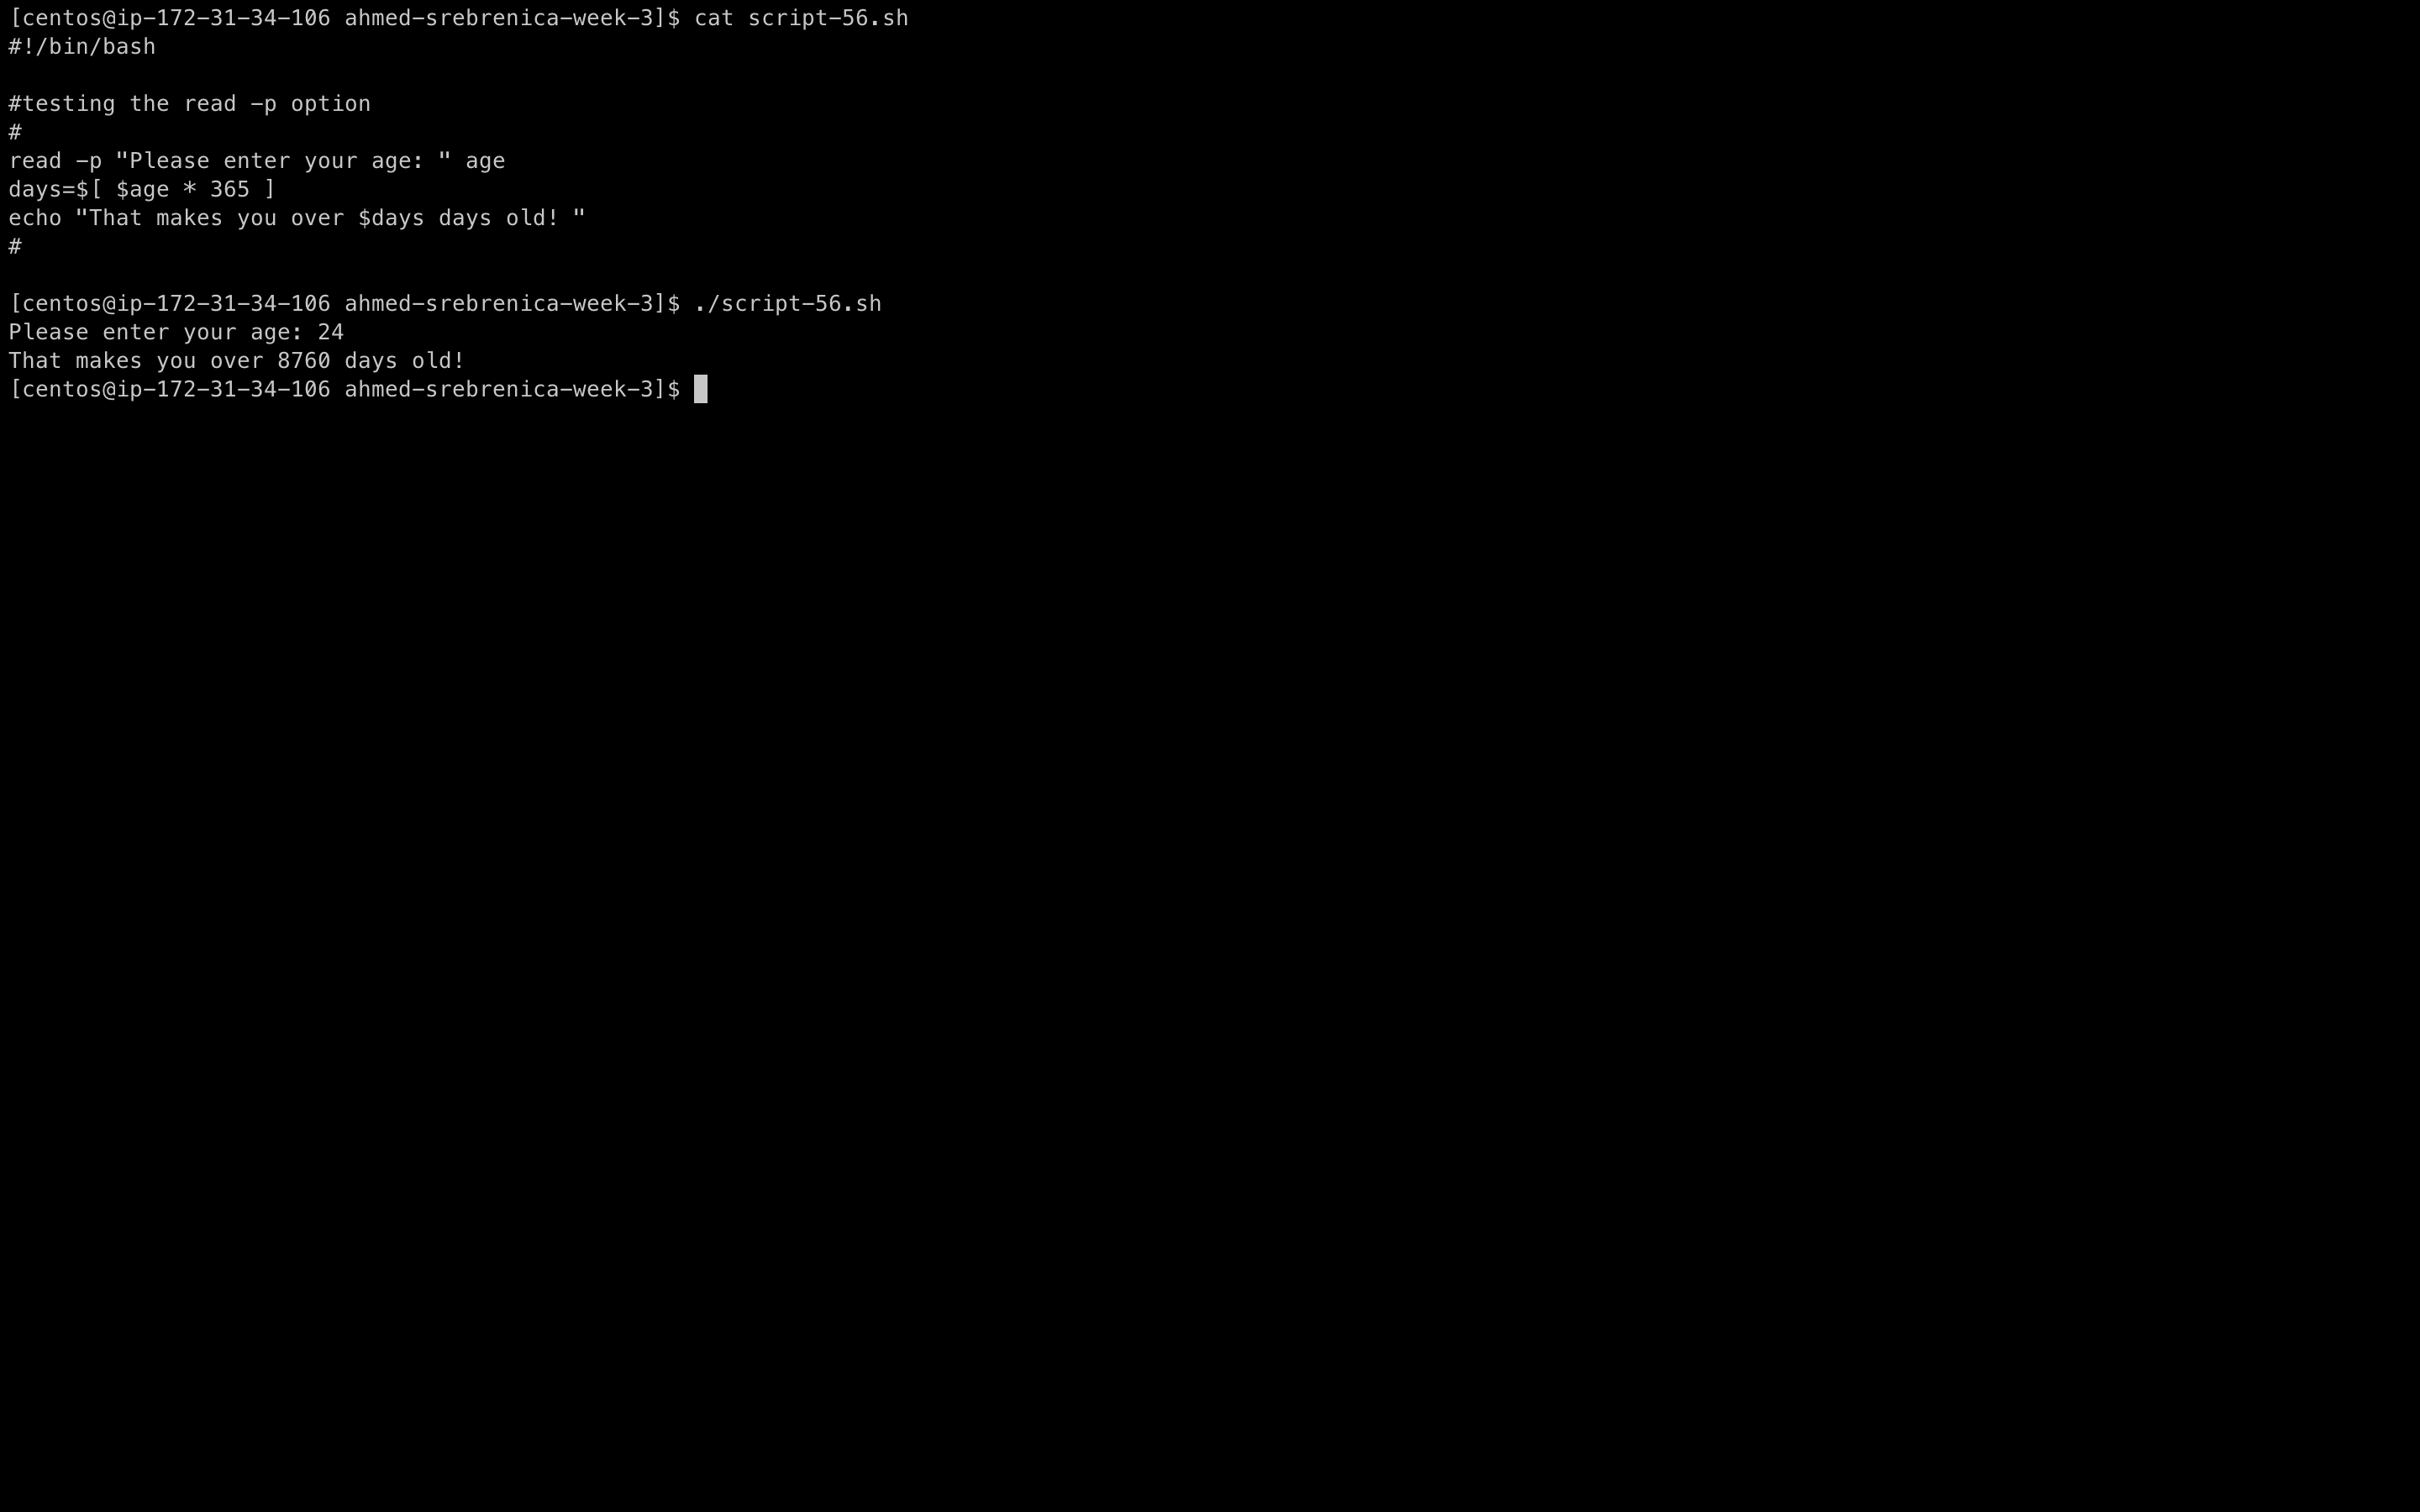 [centos@ip-172-31-34-106 ahmed-srebrenica-week-3]$ cat script-56.sh
#!/bin/bash
#testing the read -p option
#
read -p "Please enter your age: " age
days=$[ $age * 365 ]
echo "That makes you over $days days old! "
#
[centos@ip-172-31-34-106 ahmed-srebrenica-week-3]$ ./script-56.sh
Please enter your age: 24
That makes you over 8760 days old!
[centos@ip-172-31-34-106 ahmed-srebrenica-week-3]$